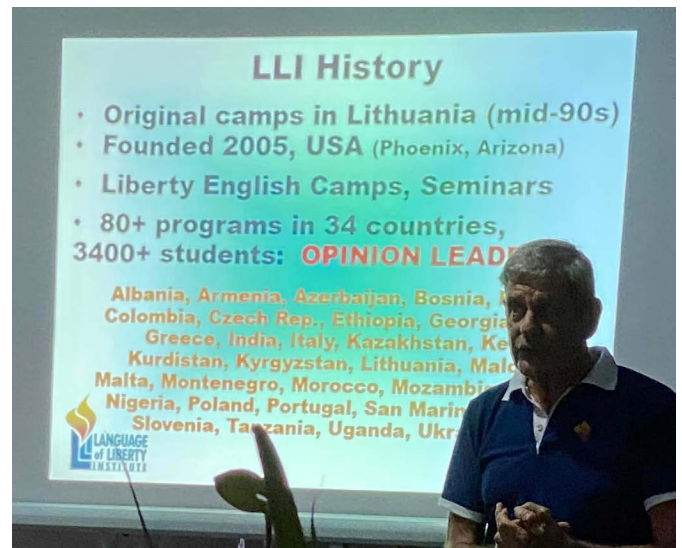 LLI History
• Original camps in Lithuania (mid-90s)
• Founded 2005, USA (Phoenix, Arizona)
• Liberty English Camps, Seminars
• 80+ programs in 34 countries,
3400+ students: OPINION
Albania, Armenia, Azerbaijan, Bosnia,
Colombia, Czech Rep., Ethiopia, Georgia
Greece, India, Italy, Kazakhstan,
Kurdistan, Kyrgyzstan, Lithuania,
Malta, Montenegro, Morocco,
Nigeria, Poland, Portugal, San
Slovenia, Tanzania, Uganda,
LANGUAGE
of LIBERTY
INSTITUTE